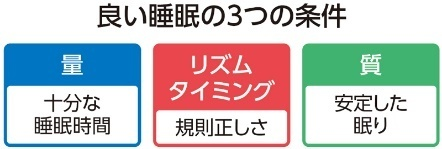 良い睡眠の3つの条件
量
十分な
睡眠時間
リズム
タイミング
規則正しさ
質
安定した
眠り